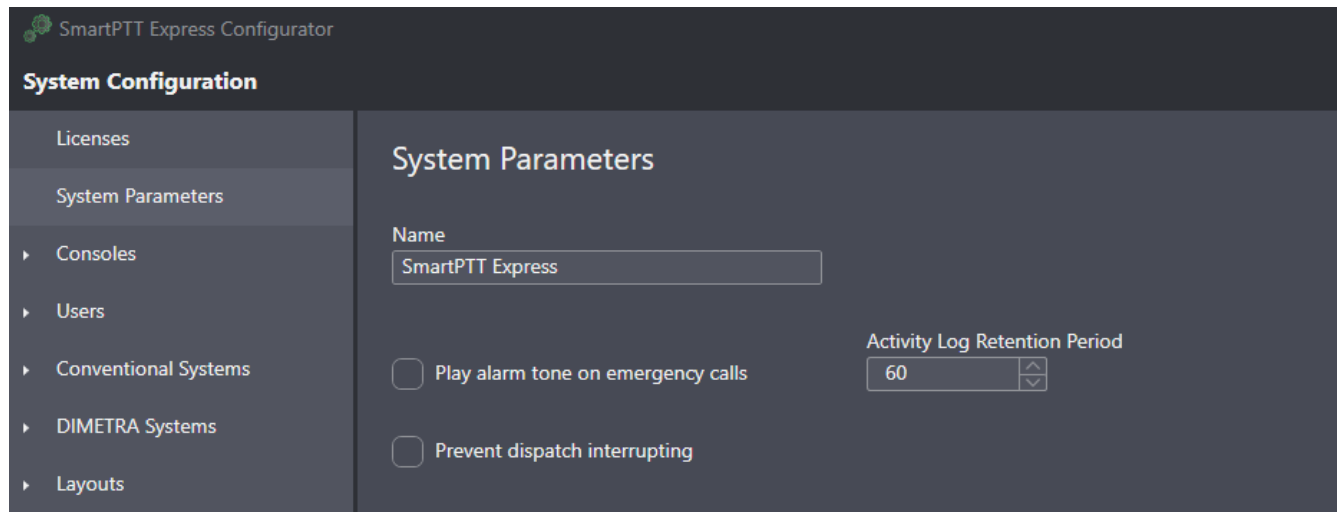 SmartPTT Express Configurator
System Configuration
Licenses
System Parameters
Consoles
Users
Conventional Systems
DIMETRA Systems
Layouts
System Parameters
Name
SmartPTT Express
Activity Log Retention Period
Play alarm tone on emergency calls
60
Prevent dispatch interrupting